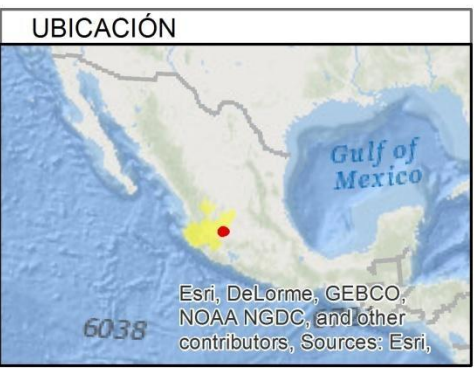 UBICACIÓN
Gulf of
Mexico
Esri, DeLorme, GEBCO,
NOAA NGDC, and other
contributors, Sources: Esri,
6038